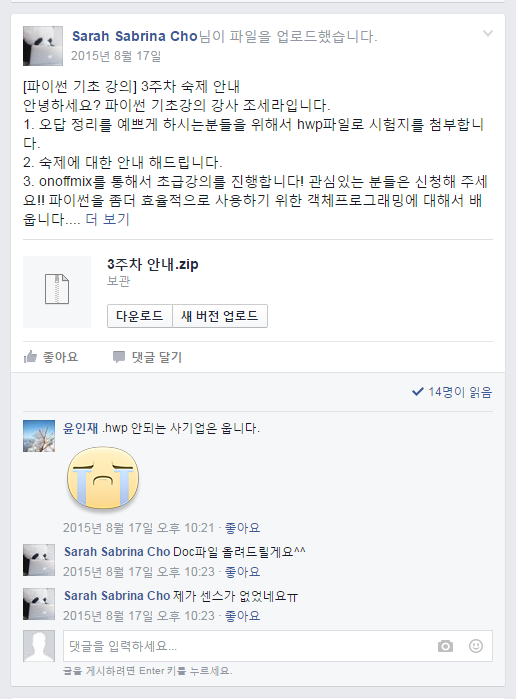 Sarah Sabrina Cho님이 파일을 업로드했습니다.
2015년 8월 17일
[파이썬 기초 강의] 3주차 숙제 안내
안녕하세요? 파이썬 기초강의 강사 조세라입니다.
1. 오답 정리를 예쁘게 하시는분들을 위해서 hwp파일로 시험지를 첨부합니
다.
2. 숙제에 대한 안내 해드립니다.
3. onoffmix를 통해서 초급강의를 진행합니다! 관심있는 분들은 신청해 주세
요!! 파이썬을 좀더 효율적으로 사용하기 위한 객체프로그래밍에 대해서 배
웁니다.... 더 보기
3주차 안내.zip
보관
다운로드 새 버전 업로드
좋아요 댓글 달기
14명이 읽음
윤인재 .hwp 안되는 사기업은 웁니다.
2015년 8월 17일 오후 10:21 · 좋아요
Sarah Sabrina Cho Doc파일 올려드릴게요^^
2015년 8월 17일 오후 10:23 · 좋아요
Sarah Sabrina Cho 제가 센스가 없었네요ㅠ
2015년 8월 17일 오후 10:23 · 좋아요
댓글을 입력하세요...
글을 게시하려면 Enter 키를 누르세요.